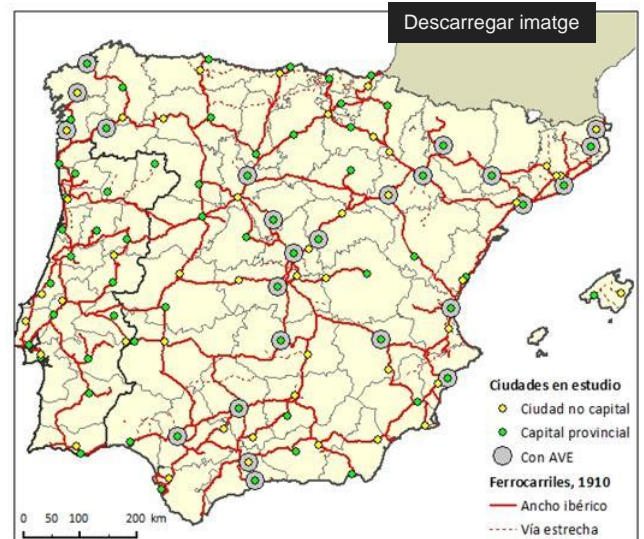 Descarregar imatge
Ciudades en estudio
Ciudad no capital
Capital provincial
Con AVE
Ferrocarriles, 1910
Ancho ibérico
Vía estrecha
0 50 100 200 km